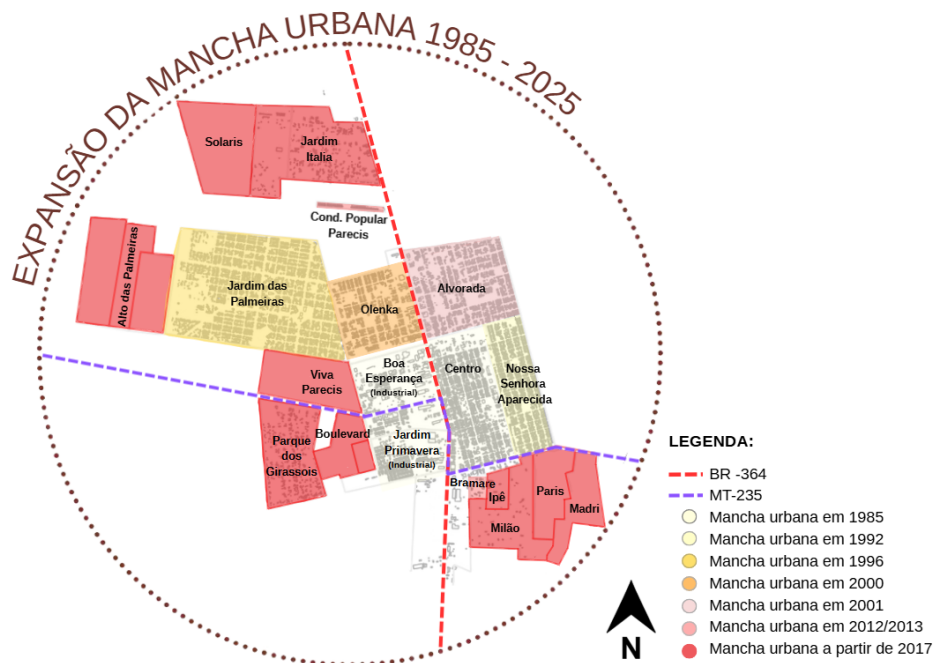 EXPANSÃO DA MANCHA URBANA 1985 - 2025
Solaris
Jardim
Italia
Cond. Popular
Parecis
Alto das Palmeiras
Jardim das
Palmeiras
Olenka
Alvorada
Viva
Parecis
Boa
Esperança
(Industrial)
Centro
Nossa
Senhora
Aparecida
Parque
dos
Girassois
Boulevard
Jardim
Primavera
(Industrial)
Bramare
Ipê
Milão
Paris
Madri
LEGENDA:
BR -364
MT-235
Mancha urbana em 1985
Mancha urbana em 1992
Mancha urbana em 1996
Mancha urbana em 2000
Mancha urbana em 2001
Mancha urbana em 2012/2013
Mancha urbana a partir de 2017
N